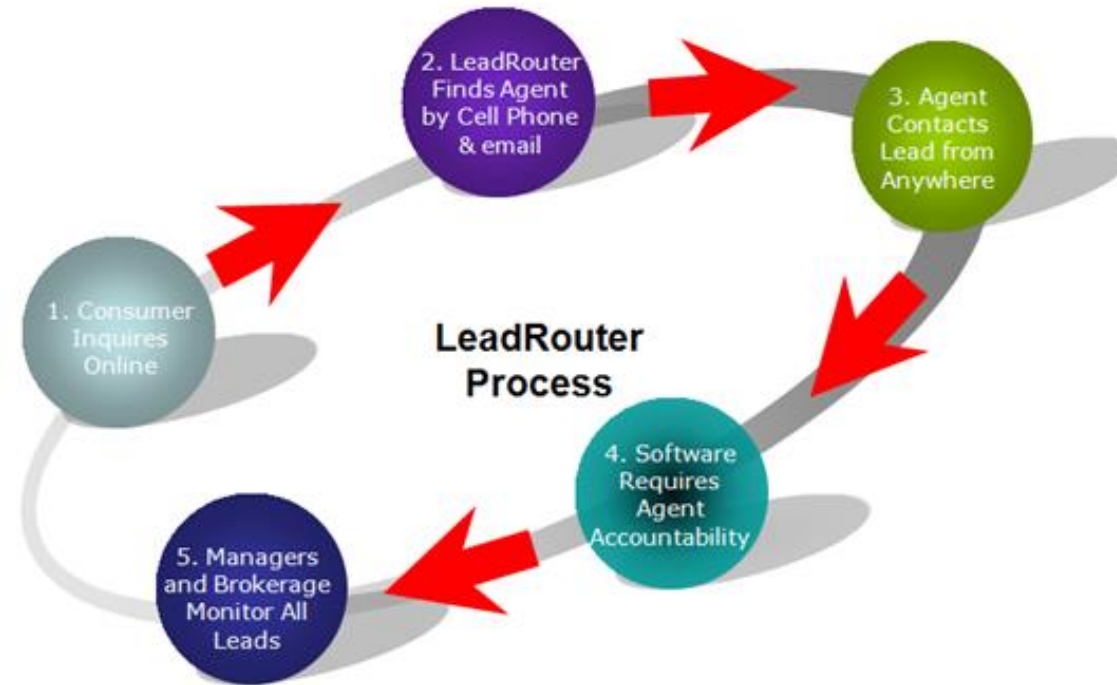 1. Consumer
Inquires
Online
2. LeadRouter
Finds Agent
by Cell Phone
& email
3. Agent
Contacts
Lead from
Anywhere
LeadRouter
Process
4. Software
Requires
Agent
Accountability
5. Managers
and Brokerage
Monitor All
Leads